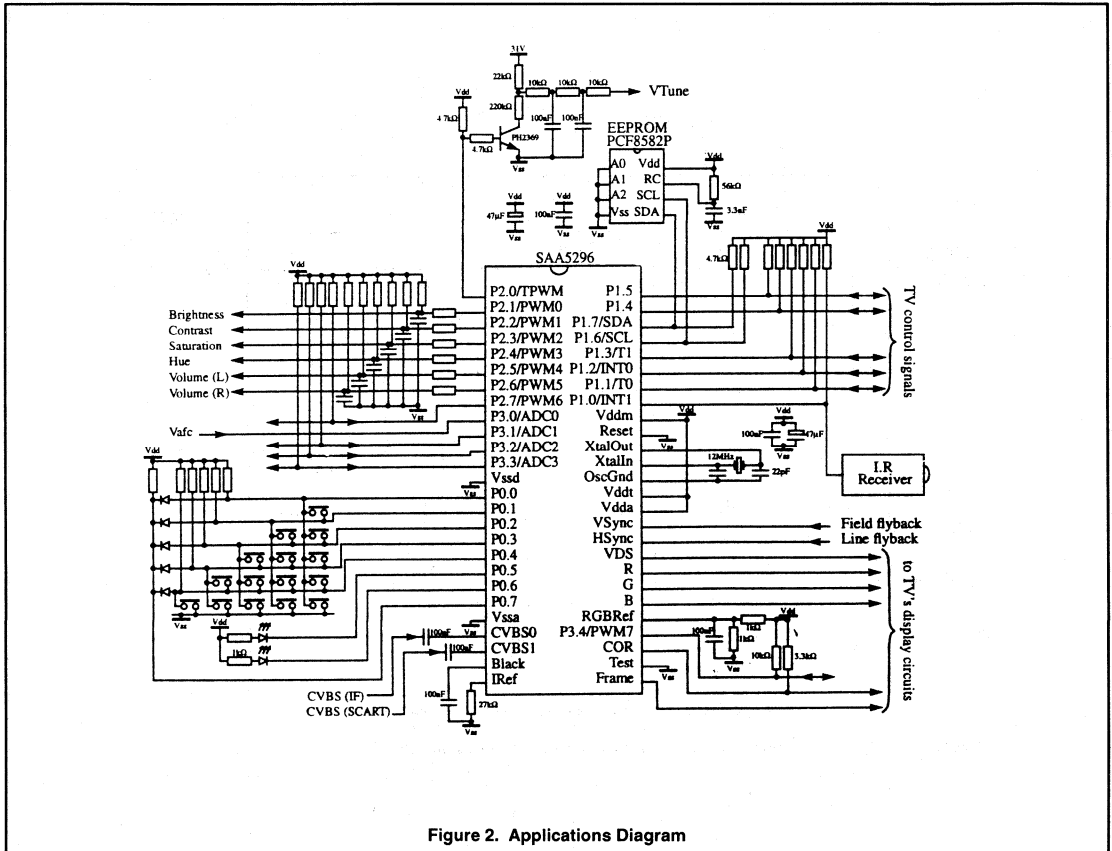 31V
22kΩ
10kΩ 10kΩ 10kΩ
VTune
Vdd
220kΩ
100nF 100nF
4.7kΩ
PH2369
4.7kΩ
Vss
EEPROM
PCF8582P
A0 Vdd
A1 RC
A2 SCL
Vss SDA
Vss
Vdd
56kΩ
3.3nF
Vss
Vdd Vdd
47µF 100nF
Vss Vss
Vdd
4.7kΩ
SAA5296
Vdd
P2.0/TPWM P1.5
P2.1/PWM0 P1.4
P2.2/PWM1 P1.7/SDA
P2.3/PWM2 P1.6/SCL
P2.4/PWM3 P1.3/T1
P2.5/PWM4 P1.2/INT0
P2.6/PWM5 P1.1/T0
P2.7/PWM6 P1.0/INT1
P3.0/ADC0 Vddm
P3.1/ADC1 Reset
P3.2/ADC2 XtalOut
P3.3/ADC3 XtalIn
Vssd OscGnd
P0.0 Vddt
P0.1 Vdda
P0.2 VSync
P0.3 HSync
P0.4 VDS
P0.5 R
P0.6 G
P0.7 B
Vssa RGBRef
CVBS0 P3.4/PWM7
CVBS1 COR
Black Test
IRef Frame
Brightness
Contrast
Saturation
Hue
Volume (L)
Volume (R)
Vss
Vafc
Vdd
Vss
Vss
Vdd
1kΩ
Vss
100nF
100nF
CVBS (IF)
CVBS (SCART)
100nF
27kΩ
Vss
TV control signals
Vdd
Vss
Vdd
100nF 47µF
Vss
12MHz
22pF
I.R
Receiver
Field flyback
Line flyback
to TV's display circuits
Vdd
1kΩ
100nF
1kΩ
Vss
10kΩ 3.3kΩ
Vss
Figure 2. Applications Diagram